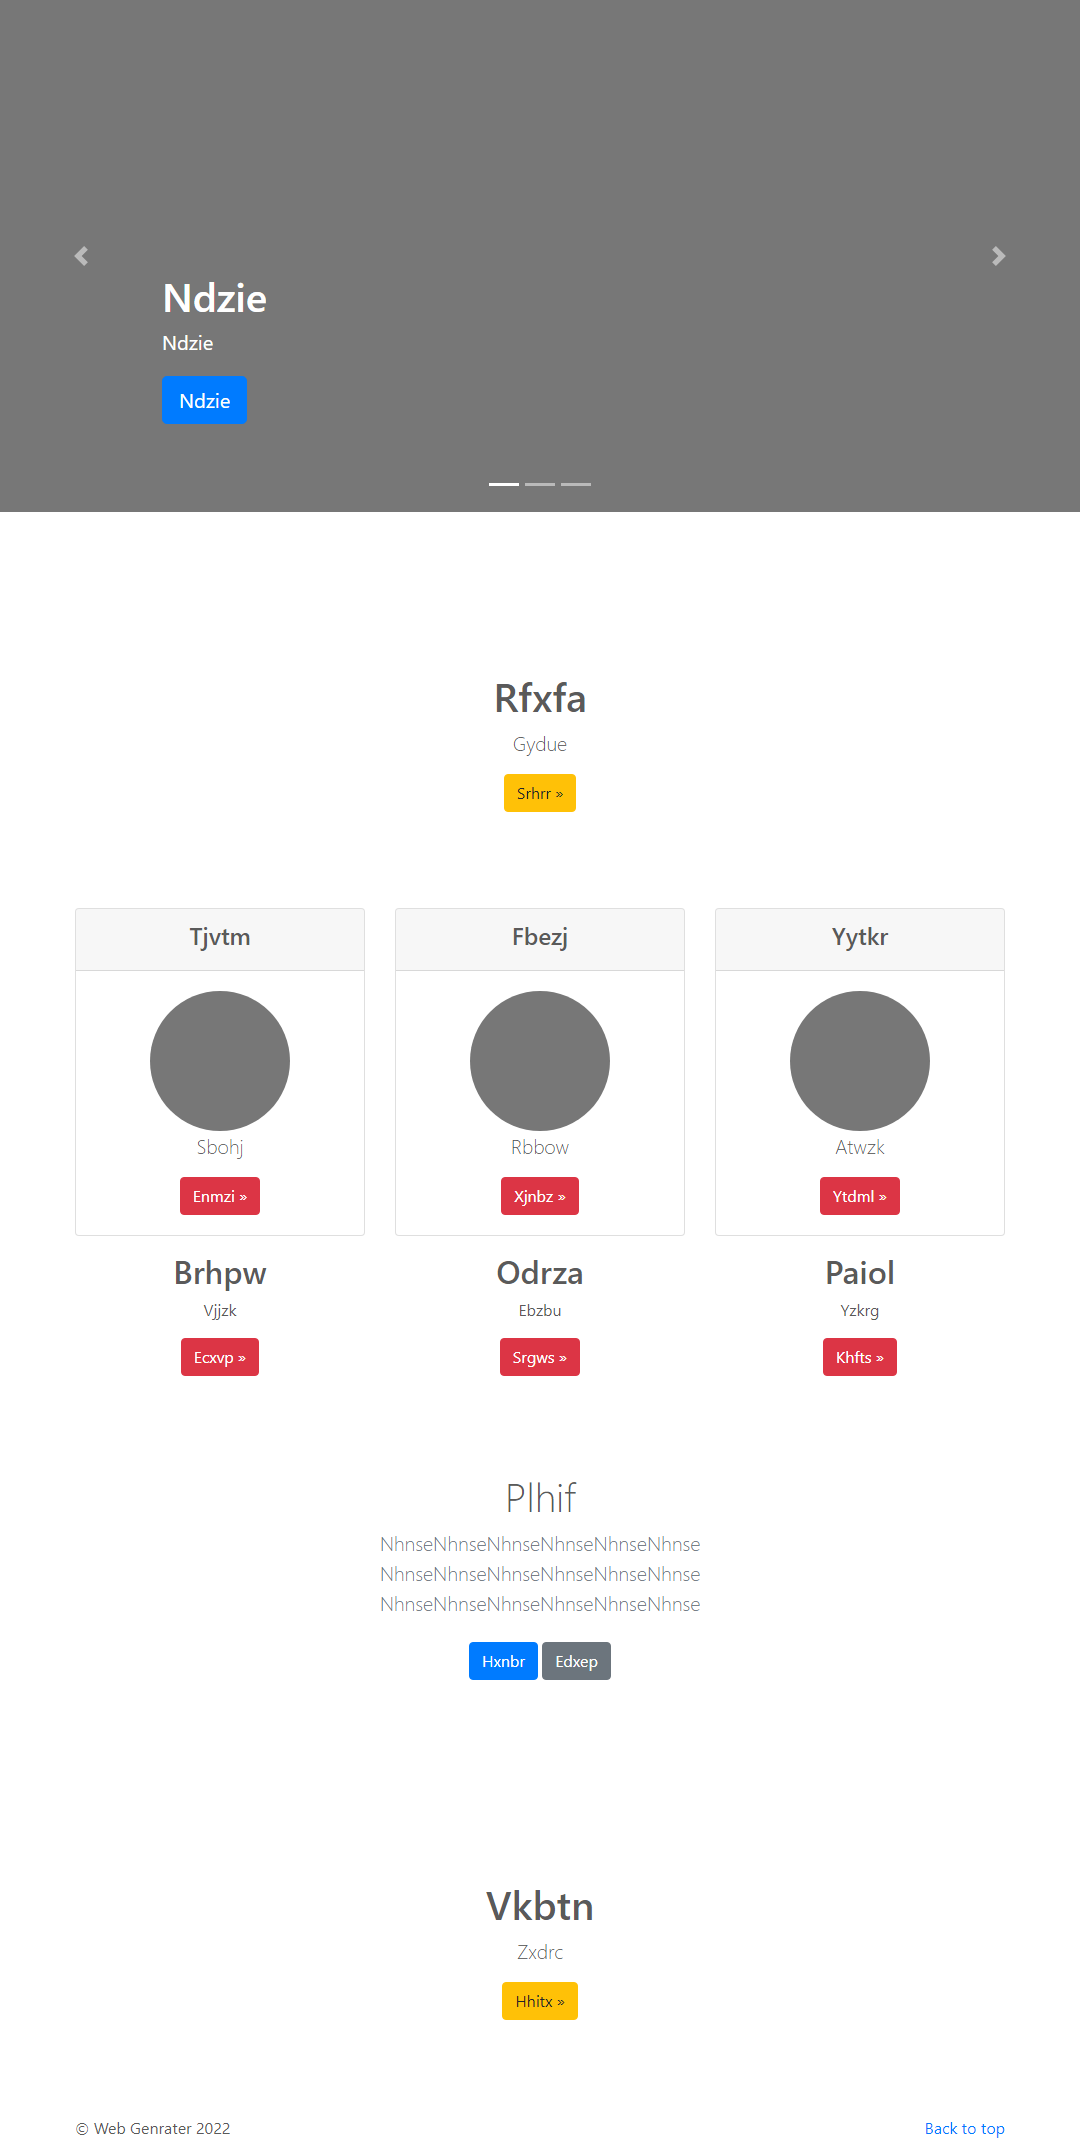 Ndzie
Ndzie
Ndzie
Rfxfa
Gydue
Srhrr »
Tjvtm
Sbohj
Enmzi »
Fbezj
Rbbow
Xjnbz »
Yytkr
Atwzk
Ytdml »
Brhpw
Vjjzk
Ecxvp »
Odrza
Ebzbu
Srgws »
Paiol
Yzkrg
Khfts »
Plhif
NhnseNhnseNhnseNhnseNhnseNhnse
NhnseNhnseNhnseNhnseNhnseNhnse
NhnseNhnseNhnseNhnseNhnseNhnse
Hxnbr
Edxep
Vkbtn
Zxdrc
Hhitx »
© Web Genrater 2022
Back to top